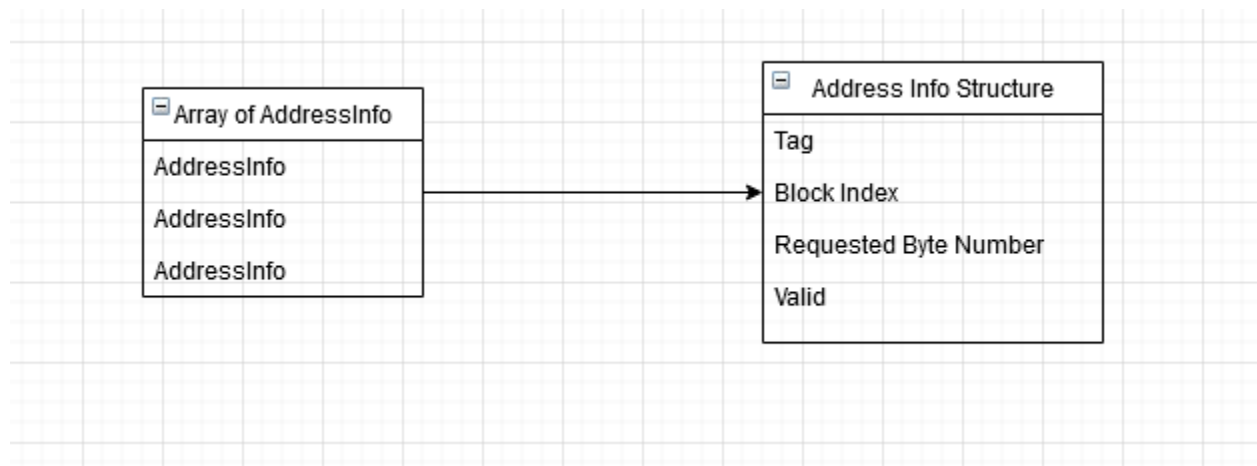 Array of AddressInfo
AddressInfo
AddressInfo
AddressInfo
Address Info Structure
Tag
Block Index
Requested Byte Number
Valid